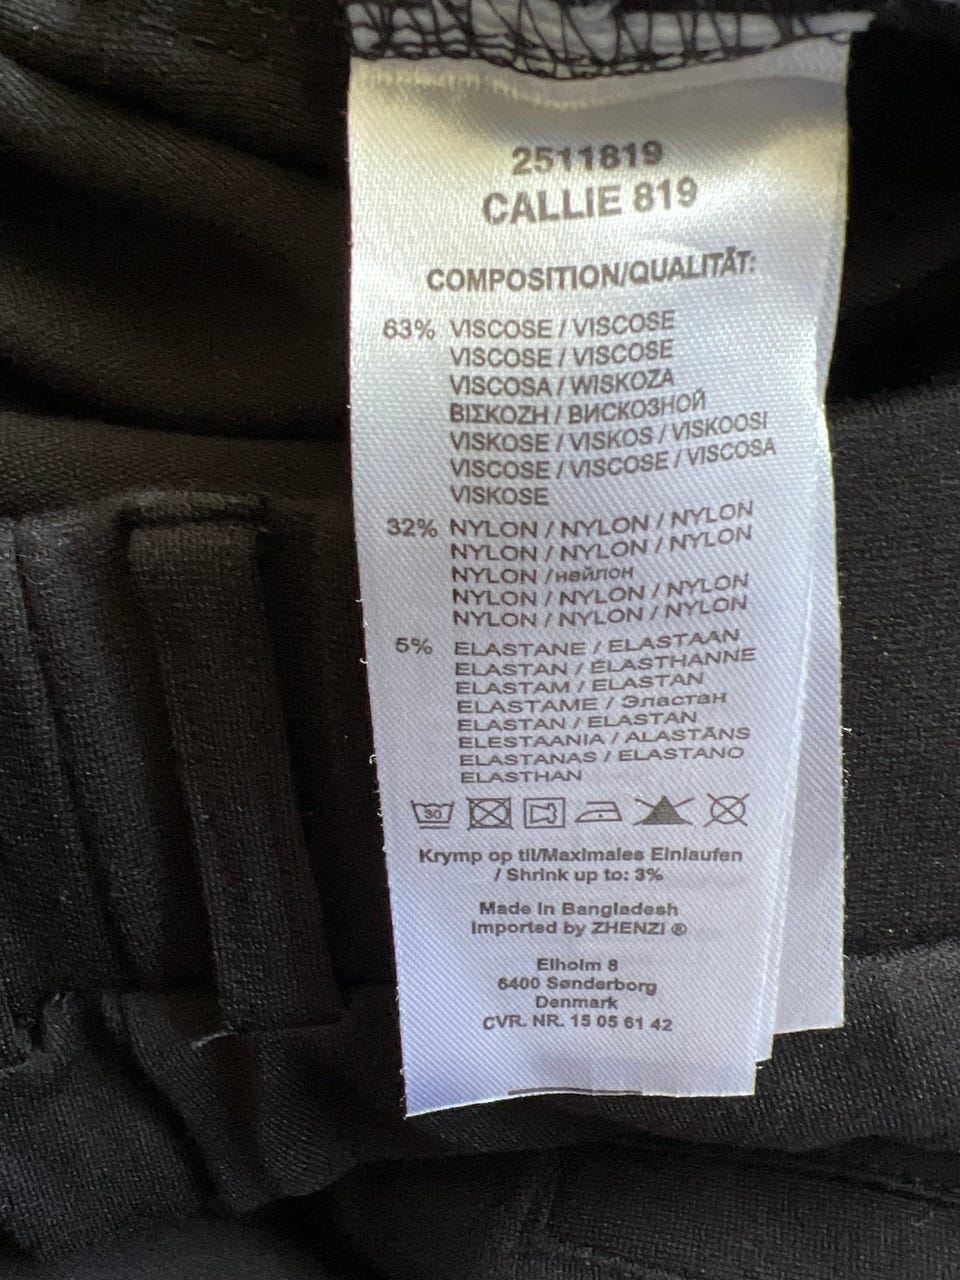 2511819
CALLIE 819
COMPOSITION/QUALITÄT:
63% VISCOSE / VISCOSE
VISCOSE / VISCOSE
VISCOSA / WISKOZA
ΒΙΣΚΟΖΗ / ВИСКОЗНОЙ
VISKOSE / VISKOS / VISKOOSI
VISCOSE / VISCOSE / VISCOSA
VISKOSE
32% NYLON / NYLON / NYLON
NYLON / NYLON / NYLON
NYLON /нейлон
NYLON / NYLON / NYLON
NYLON / NYLON / NYLON
5% ELASTANE / ELASTAAN
ELASTAN / ÉLASTHANNE
ELASTAM / ELASTAN
ELASTAME / Эластан
ELASTAN / ELASTAN
ELESTAANIA / ALASTĀNS
ELASTANAS / ELASTANO
ELASTHAN
30
Krymp op til/Maximales Einlaufen
/ Shrink up to: 3%
Made in Bangladesh
Imported by ZHENZI ®
Elholm 8
6400 Sønderborg
Denmark
CVR. NR. 15 05 61 42